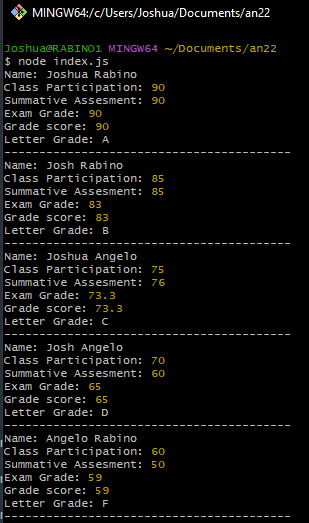 MINGW64:/c/Users/Joshua/Documents/an22
Joshua@RABINO1 MINGW64 ~/Documents/an22
$ node index.js
Name: Joshua Rabino
Class Participation: 90
Summative Assesment: 90
Exam Grade: 90
Grade score: 90
Letter Grade: A
----------------------------------------
Name: Josh Rabino
Class Participation: 85
Summative Assesment: 85
Exam Grade: 83
Grade score: 83
Letter Grade: B
----------------------------------------
Name: Joshua Angelo
Class Participation: 75
Summative Assesment: 76
Exam Grade: 73.3
Grade score: 73.3
Letter Grade: C
----------------------------------------
Name: Josh Angelo
Class Participation: 70
Summative Assesment: 60
Exam Grade: 65
Grade score: 65
Letter Grade: D
----------------------------------------
Name: Angelo Rabino
Class Participation: 60
Summative Assesment: 50
Exam Grade: 59
Grade score: 59
Letter Grade: F
----------------------------------------